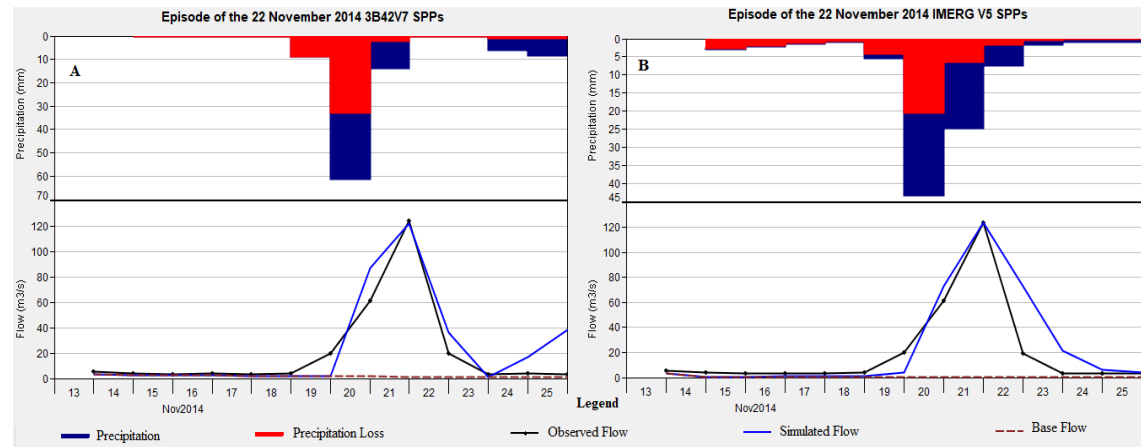 Episode of the 22 November 2014 3B42V7 SPPs
Episode of the 22 November 2014 IMERG V5 SPPs
A
Precipitation (mm)
0
10
20
30
40
50
60
70
Flow (m3/s)
120
100
80
60
40
20
0
13 14 15 16 17 18 19 20 21 22 23 24 25
Nov2014
B
Precipitation (mm)
0
5
10
15
20
25
30
35
40
45
Flow (m3/s)
120
100
80
60
40
20
0
13 14 15 16 17 18 19 20 21 22 23 24 25
Nov2014
Legend
Precipitation Precipitation Loss Observed Flow Simulated Flow Base Flow